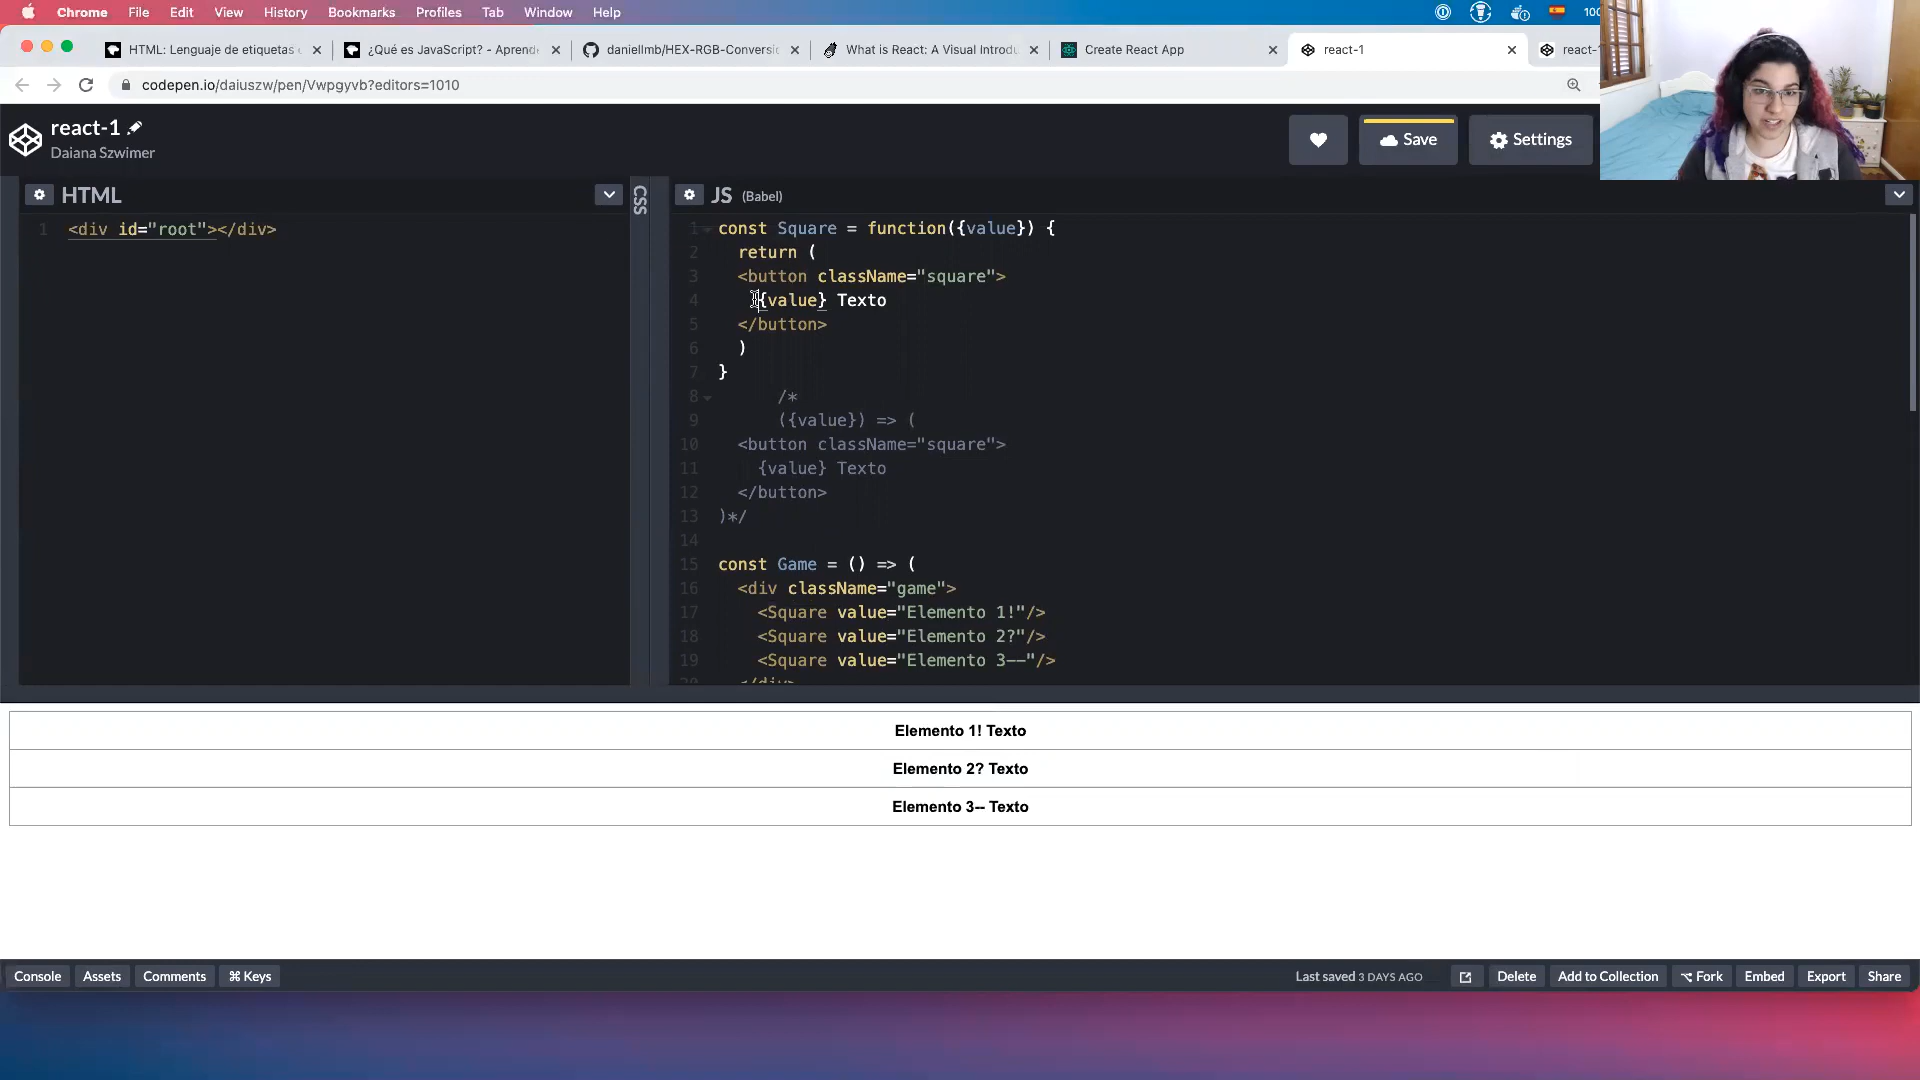 Chrome File Edit View History Bookmarks Profiles Tab Window Help
HTML: Lenguaje de etiquetas
¿Qué es JavaScript? - Aprende
daniellmb/HEX-RGB-Conversio
What is React: A Visual Introdu
Create React App
react-1
react-1
codepen.io/daiuszw/pen/Vwpgyvb?editors=1010
react-1
Daiana Szwimer
Save
Settings
HTML
CSS
JS (Babel)
1 <div id="root"></div>
1 const Square = function({value}) {
2 return (
3 <button className="square">
4 {value} Texto
5 </button>
6 )
7 }
8 /*
9 ({value}) => (
10 <button className="square">
11 {value} Texto
12 </button>
13 )*/
14
15 const Game = () => (
16 <div className="game">
17 <Square value="Elemento 1!"/>
18 <Square value="Elemento 2?"/>
19 <Square value="Elemento 3--"/>
20 </div>
Elemento 1! Texto
Elemento 2? Texto
Elemento 3-- Texto
Console Assets Comments ⌘ Keys
Last saved 3 DAYS AGO Delete Add to Collection Fork Embed Export Share